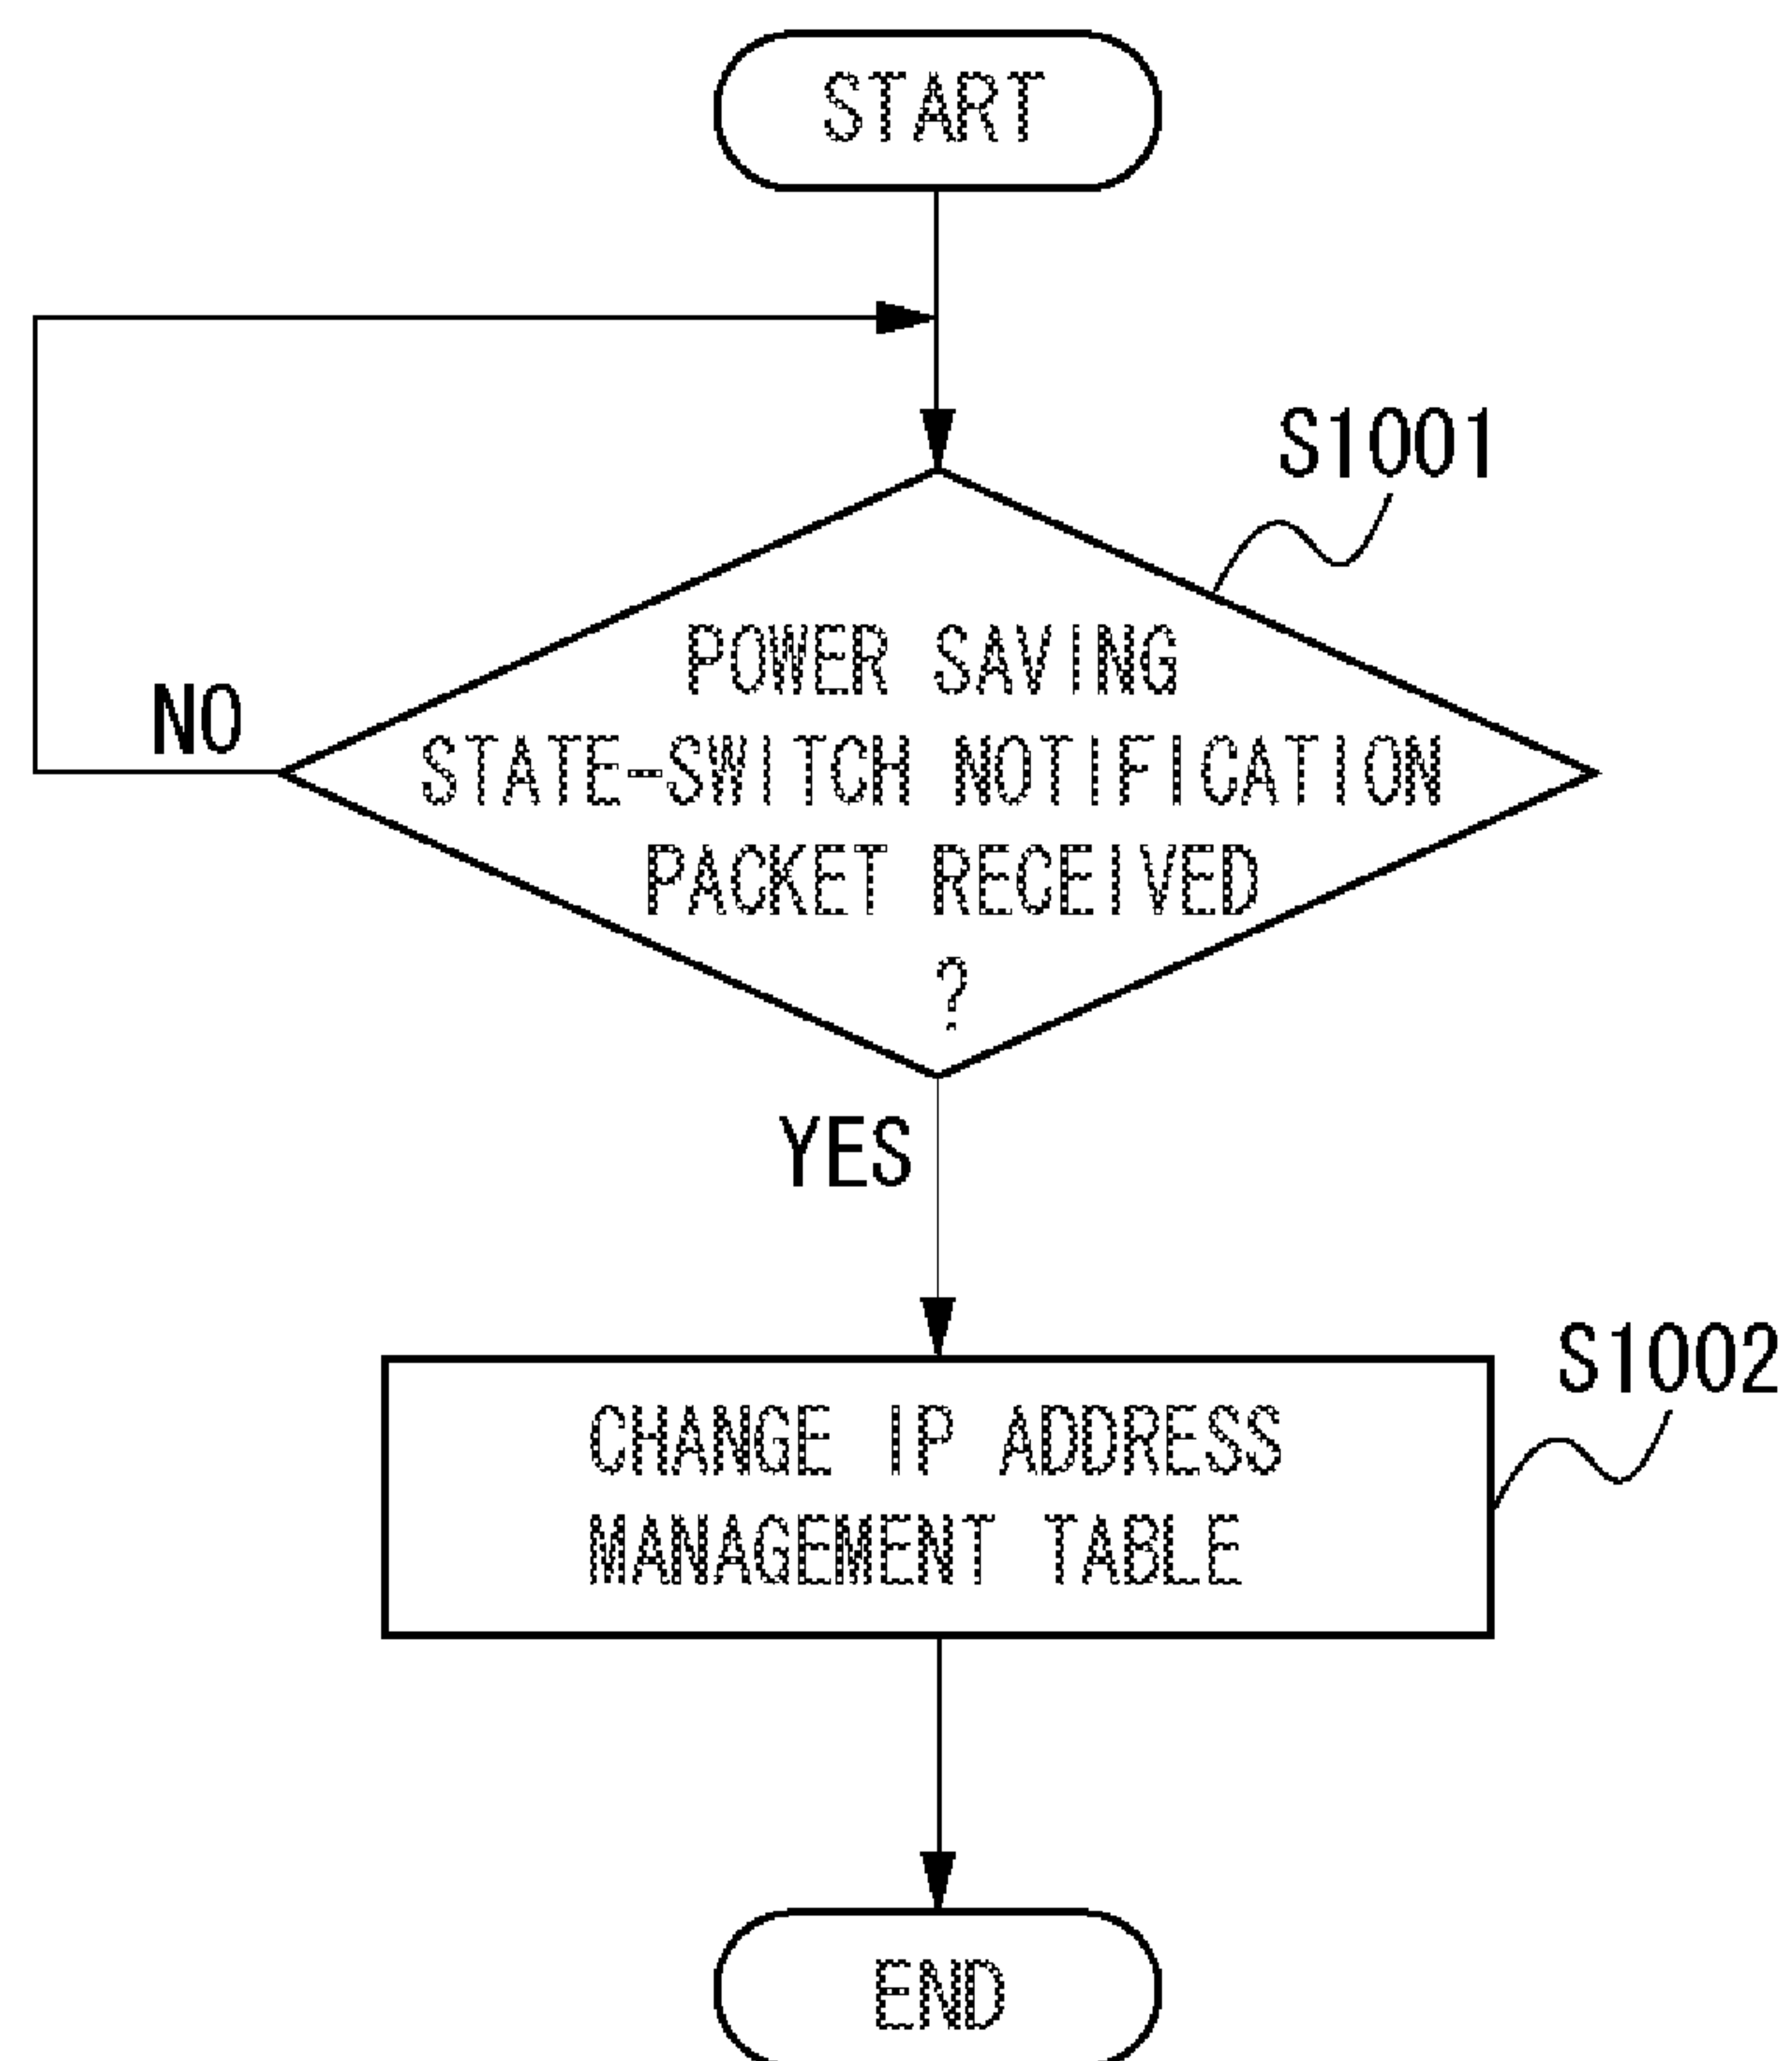 START
S1001
POWER SAVING
STATE-SWITCH NOTIFICATION
PACKET RECEIVED
?
NO
YES
S1002
CHANGE IP ADDRESS
MANAGEMENT TABLE
END